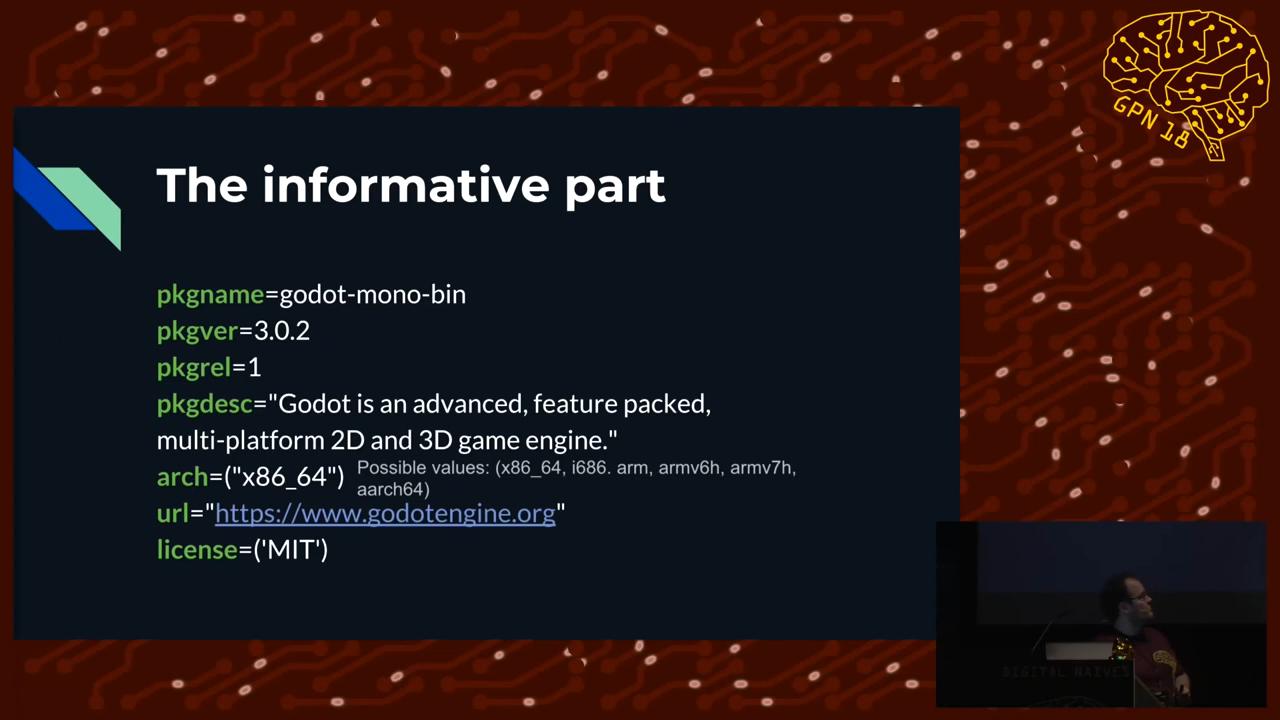 GPN 18
The informative part
pkgname=godot-mono-bin
pkgver=3.0.2
pkgrel=1
pkgdesc="Godot is an advanced, feature packed,
multi-platform 2D and 3D game engine."
arch=("x86_64")
Possible values: (x86_64, i686. arm, armv6h, armv7h,
aarch64)
url="https://www.godotengine.org"
license=('MIT')
DIGITAL NAIVES